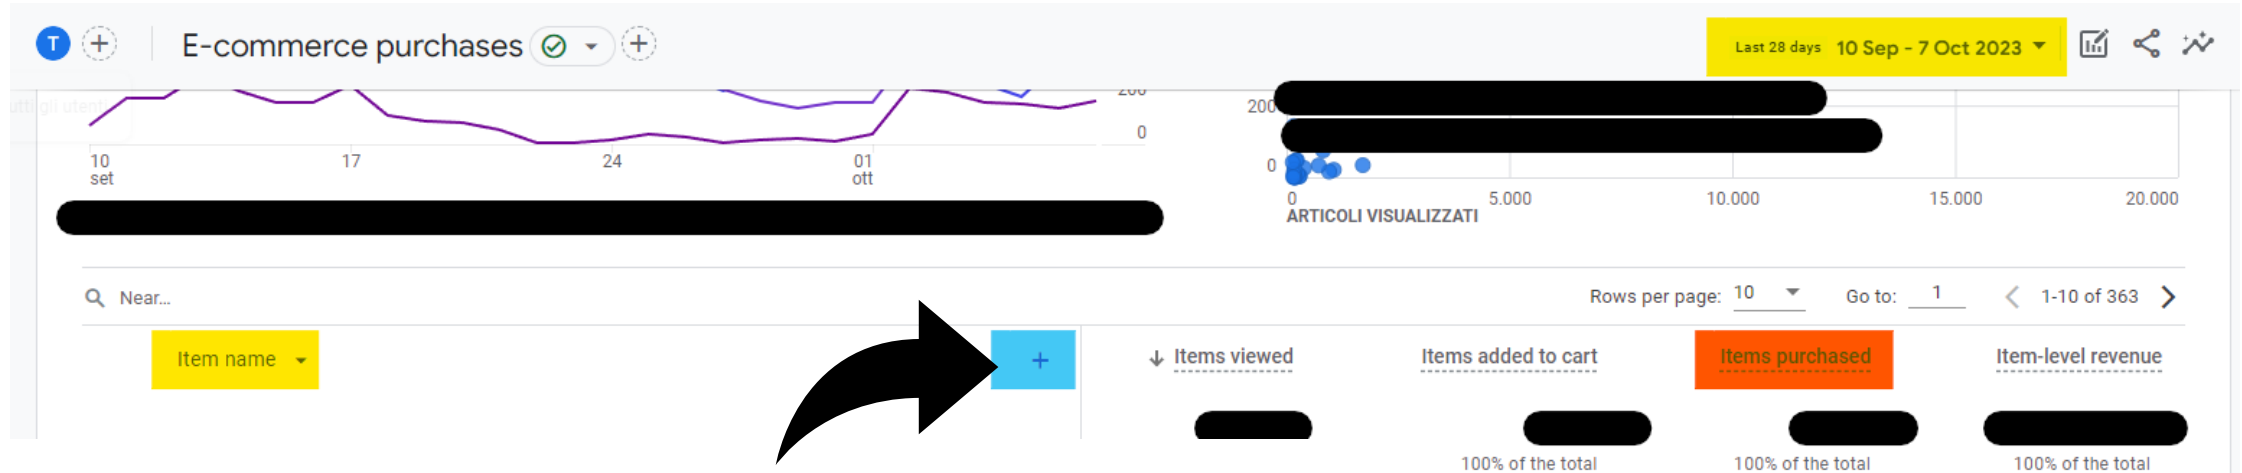 T
E-commerce purchases
Last 28 days 10 Sep - 7 Oct 2023
utti gli utenti
200
0
10 set
17
24
01 ott
200
0
0
5.000
10.000
15.000
20.000
ARTICOLI VISUALIZZATI
Near...
Rows per page: 10
Go to: 1
1-10 of 363
Item name
+
Items viewed
Items added to cart
Items purchased
Item-level revenue
100% of the total
100% of the total
100% of the total